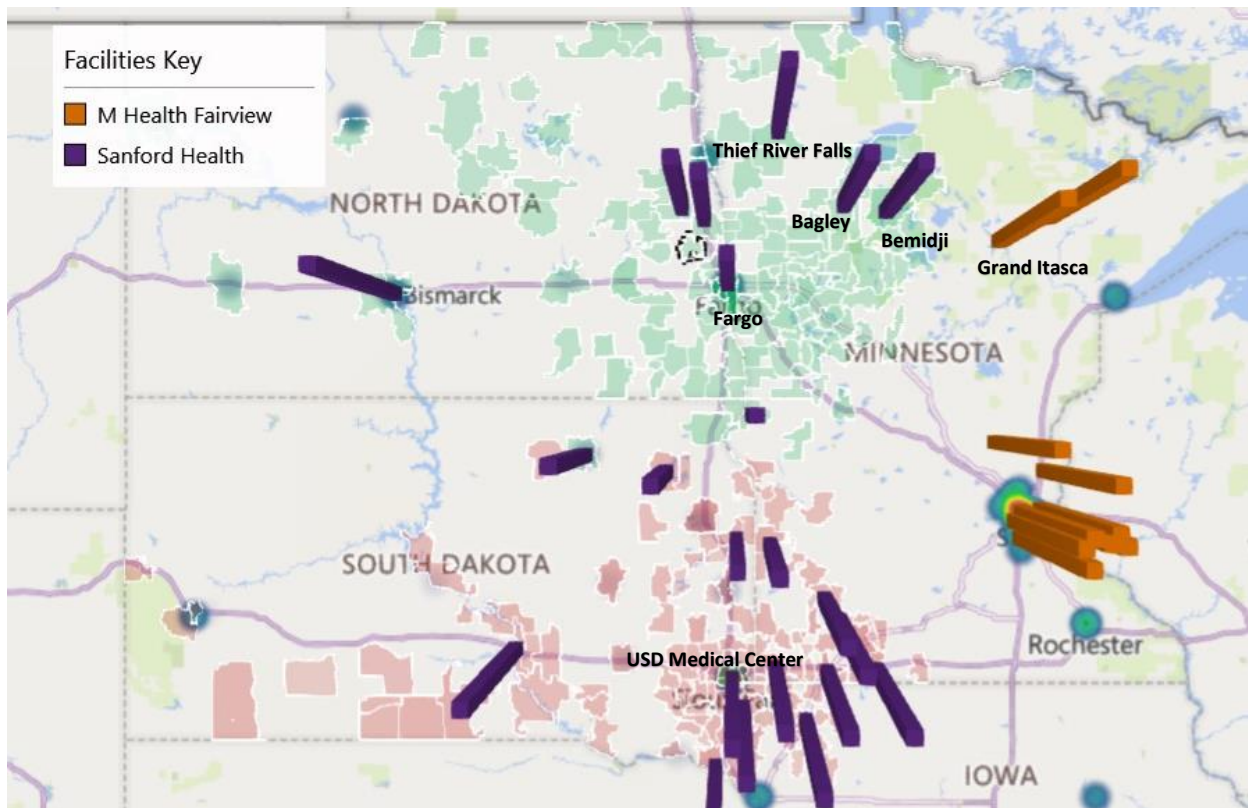 Facilities Key
M Health Fairview
Sanford Health
Thief River Falls
NORTH DAKOTA
Bagley
Bemidji
Grand Itasca
Bismarck
Fargo
MINNESOTA
SOUTH DAKOTA
Rochester
USD Medical Center
IOWA